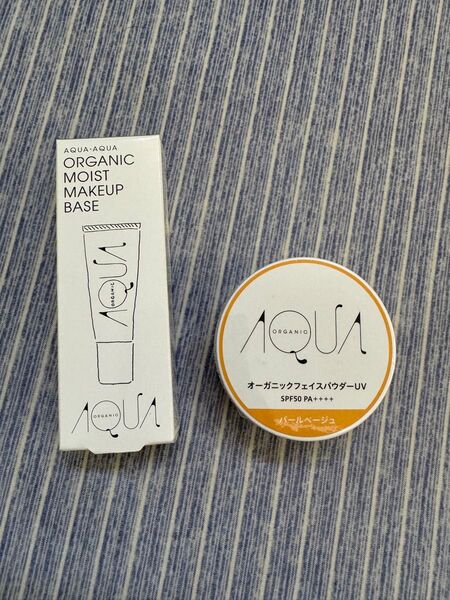 AQUA·AQUA
ORGANIC
MOIST
MAKEUP
BASE
AQUA
ORGANIC
AQUA
ORGANIC
AQUA
ORGANIC
オーガニックフェイスパウダーUV
SPF50 PA++++
パールベージュ